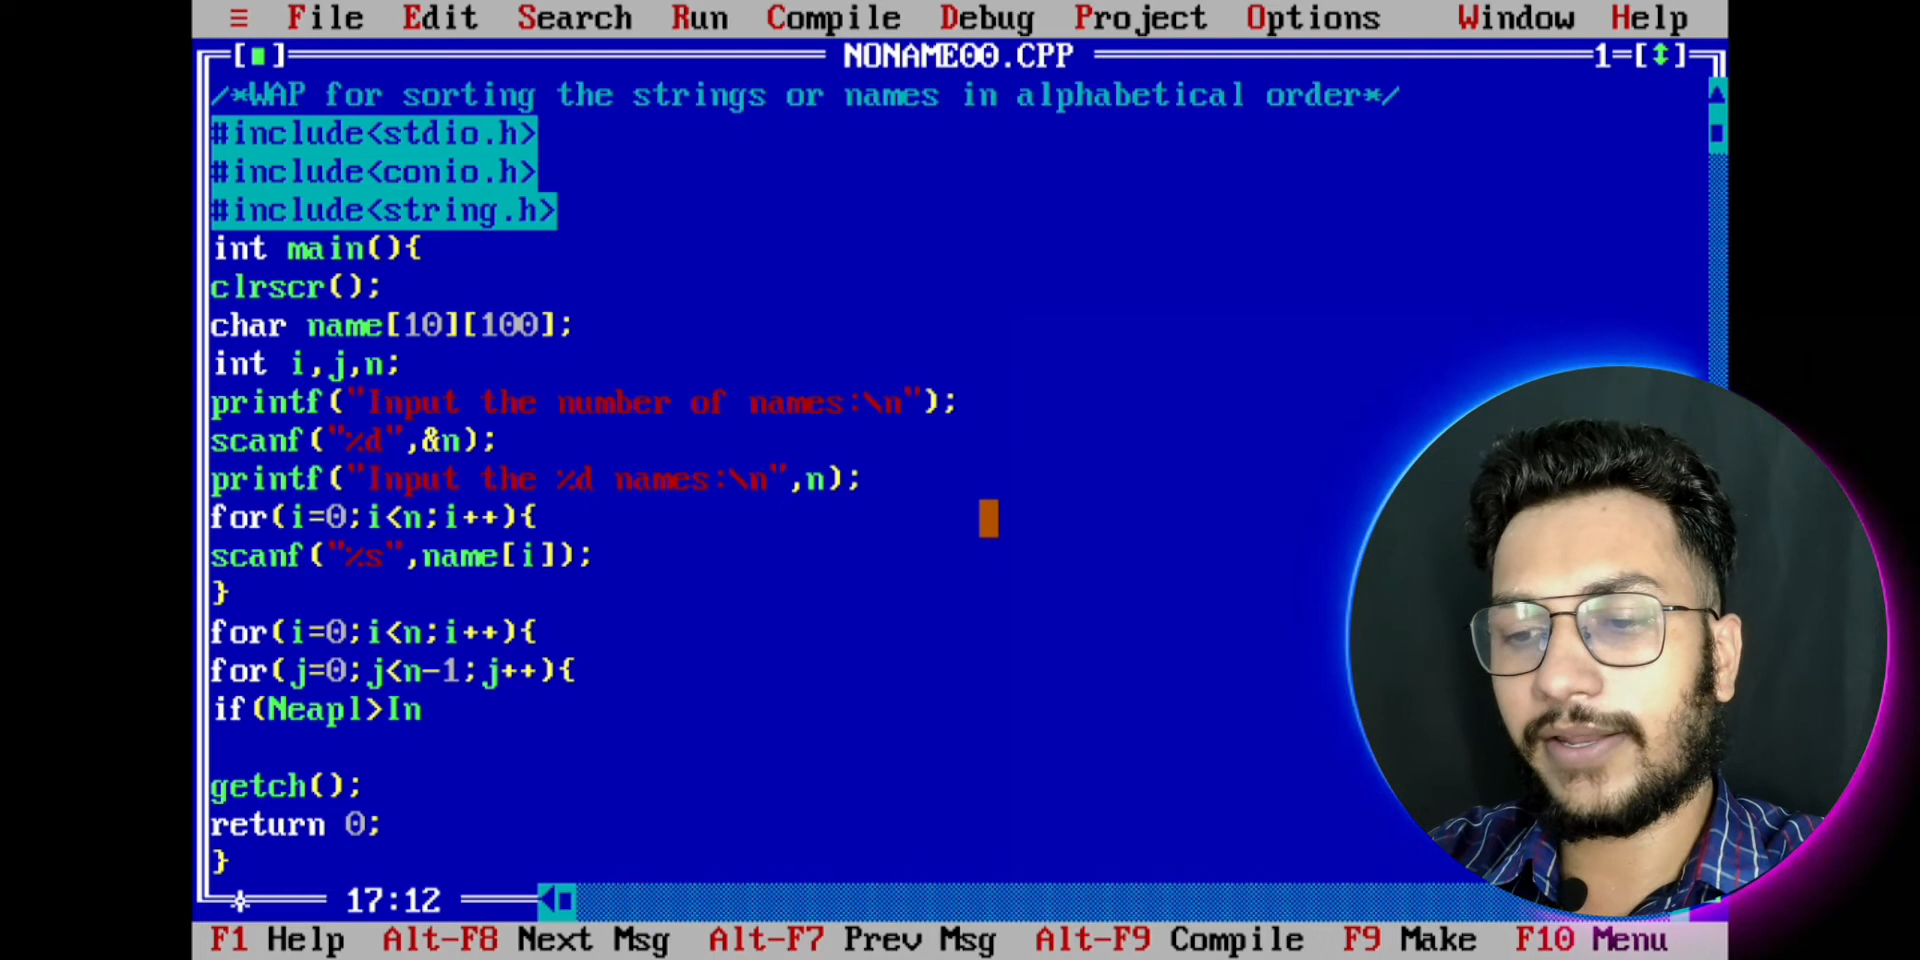 ≡ File Edit Search Run Compile Debug Project Options Window Help
[■] NONAME00.CPP 1=[↕]
/*WAP for sorting the strings or names in alphabetical order*/
#include<stdio.h>
#include<conio.h>
#include<string.h>
int main(){
clrscr();
char name[10][100];
int i,j,n;
printf("Input the number of names:\n");
scanf("%d",&n);
printf("Input the %d names:\n",n);
for(i=0;i<n;i++){
scanf("%s",name[i]);
}
for(i=0;i<n;i++){
for(j=0;j<n-1;j++){
if(Neapl>In
getch();
return 0;
}
17:12
F1 Help Alt-F8 Next Msg Alt-F7 Prev Msg Alt-F9 Compile F9 Make F10 Menu